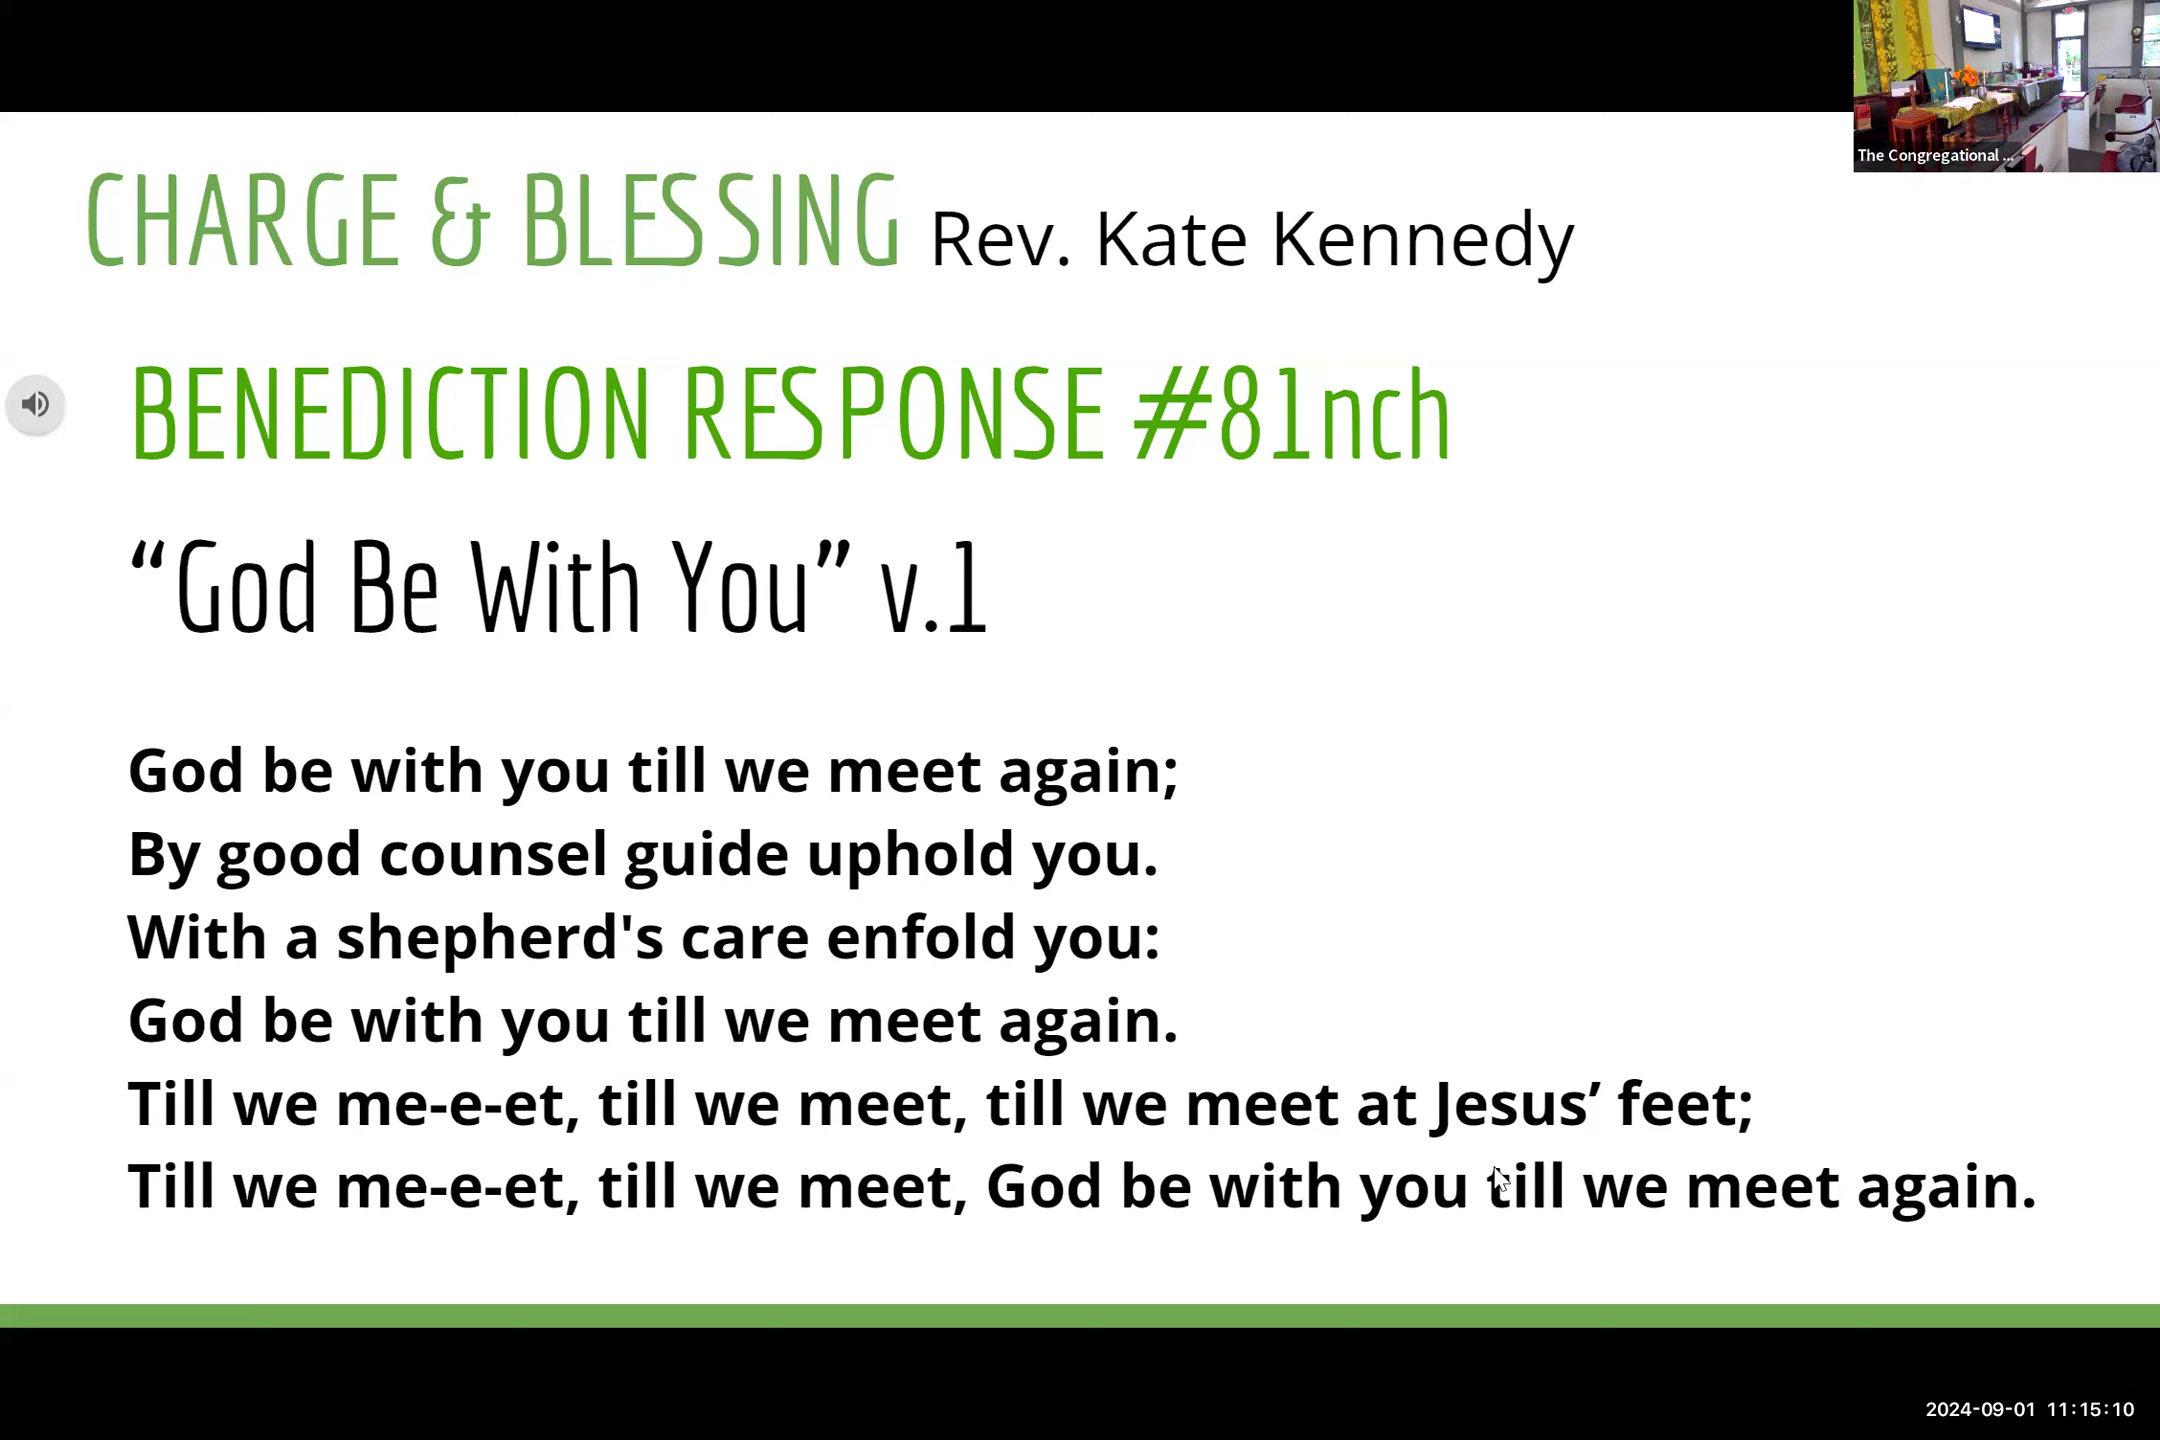 The Congregational ...
CHARGE & BLESSING Rev. Kate Kennedy
BENEDICTION RESPONSE #81nch
“God Be With You” v.1
God be with you till we meet again;
By good counsel guide uphold you.
With a shepherd's care enfold you:
God be with you till we meet again.
Till we me-e-et, till we meet, till we meet at Jesus’ feet;
Till we me-e-et, till we meet, God be with you till we meet again.
2024-09-01 11:15:10